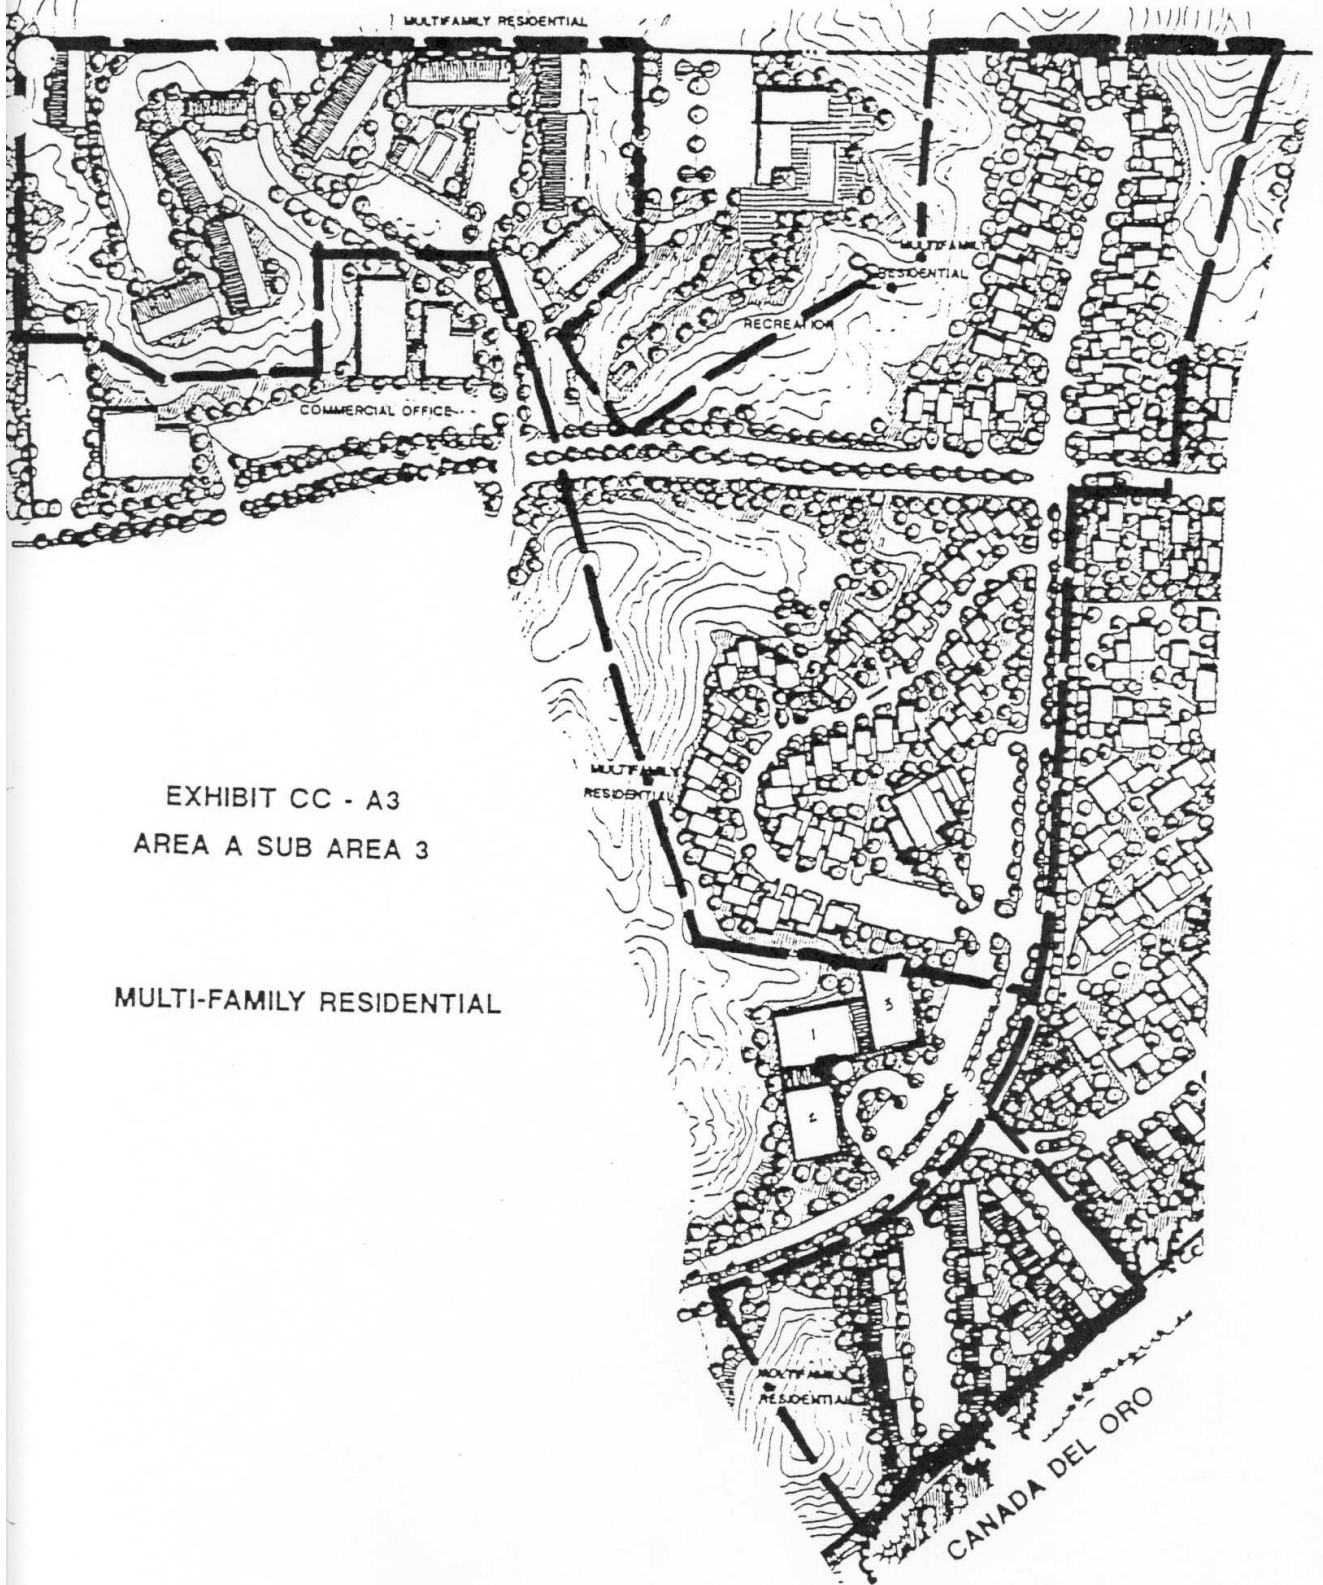 MULTIFAMILY RESIDENTIAL
MULTIFAMILY
RESIDENTIAL
RECREATION
COMMERCIAL OFFICE
MULTIFAMILY
RESIDENTIAL
EXHIBIT CC - A3
AREA A SUB AREA 3
MULTI-FAMILY RESIDENTIAL
3
1
2
MULTIFAMILY
RESIDENTIAL
CANADA DEL ORO